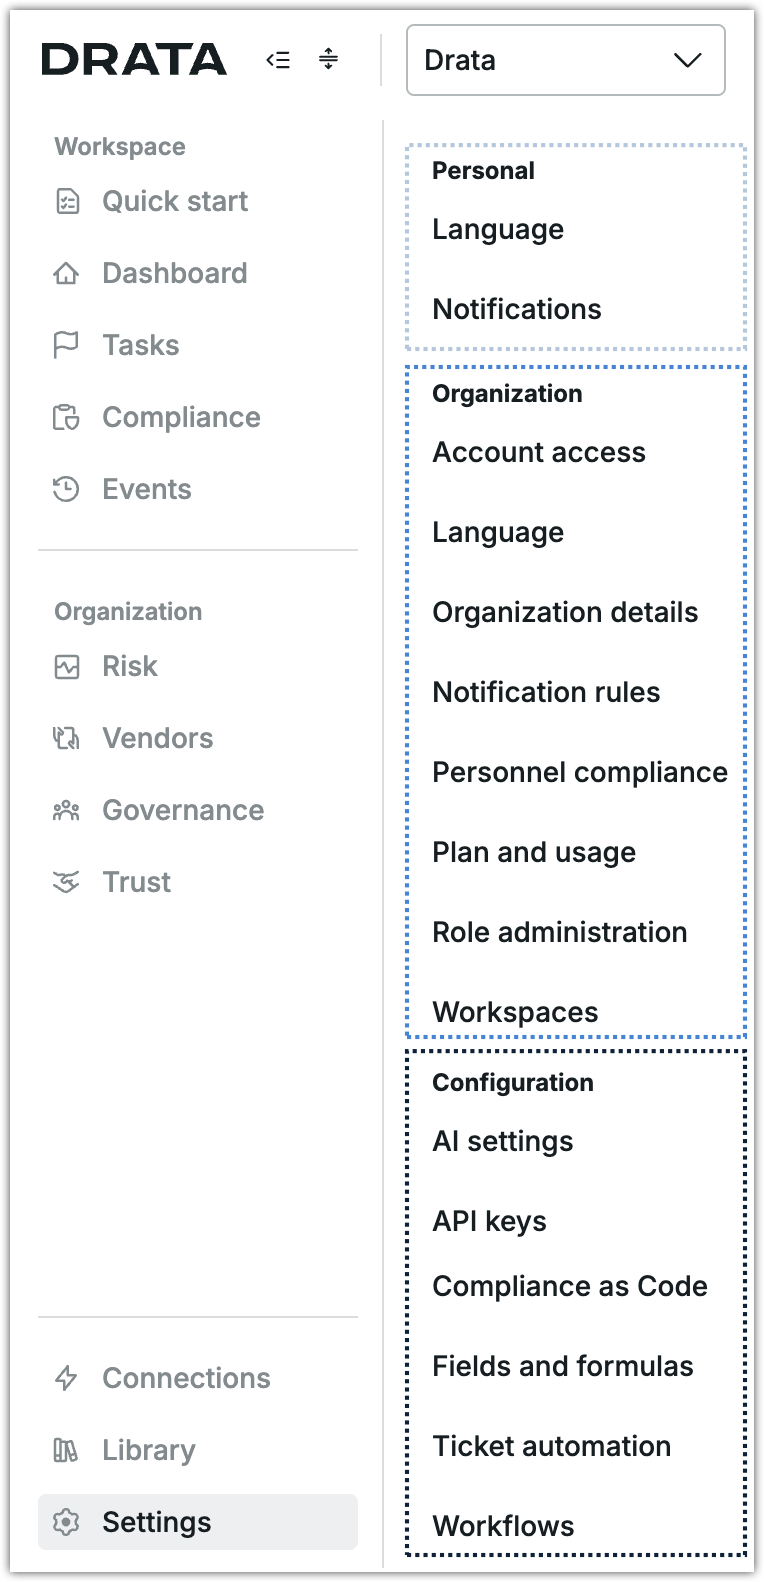 DRATA
Drata
Workspace
Quick start
Dashboard
Tasks
Compliance
Events
Organization
Risk
Vendors
Governance
Trust
Connections
Library
Settings
Personal
Language
Notifications
Organization
Account access
Language
Organization details
Notification rules
Personnel compliance
Plan and usage
Role administration
Workspaces
Configuration
AI settings
API keys
Compliance as Code
Fields and formulas
Ticket automation
Workflows